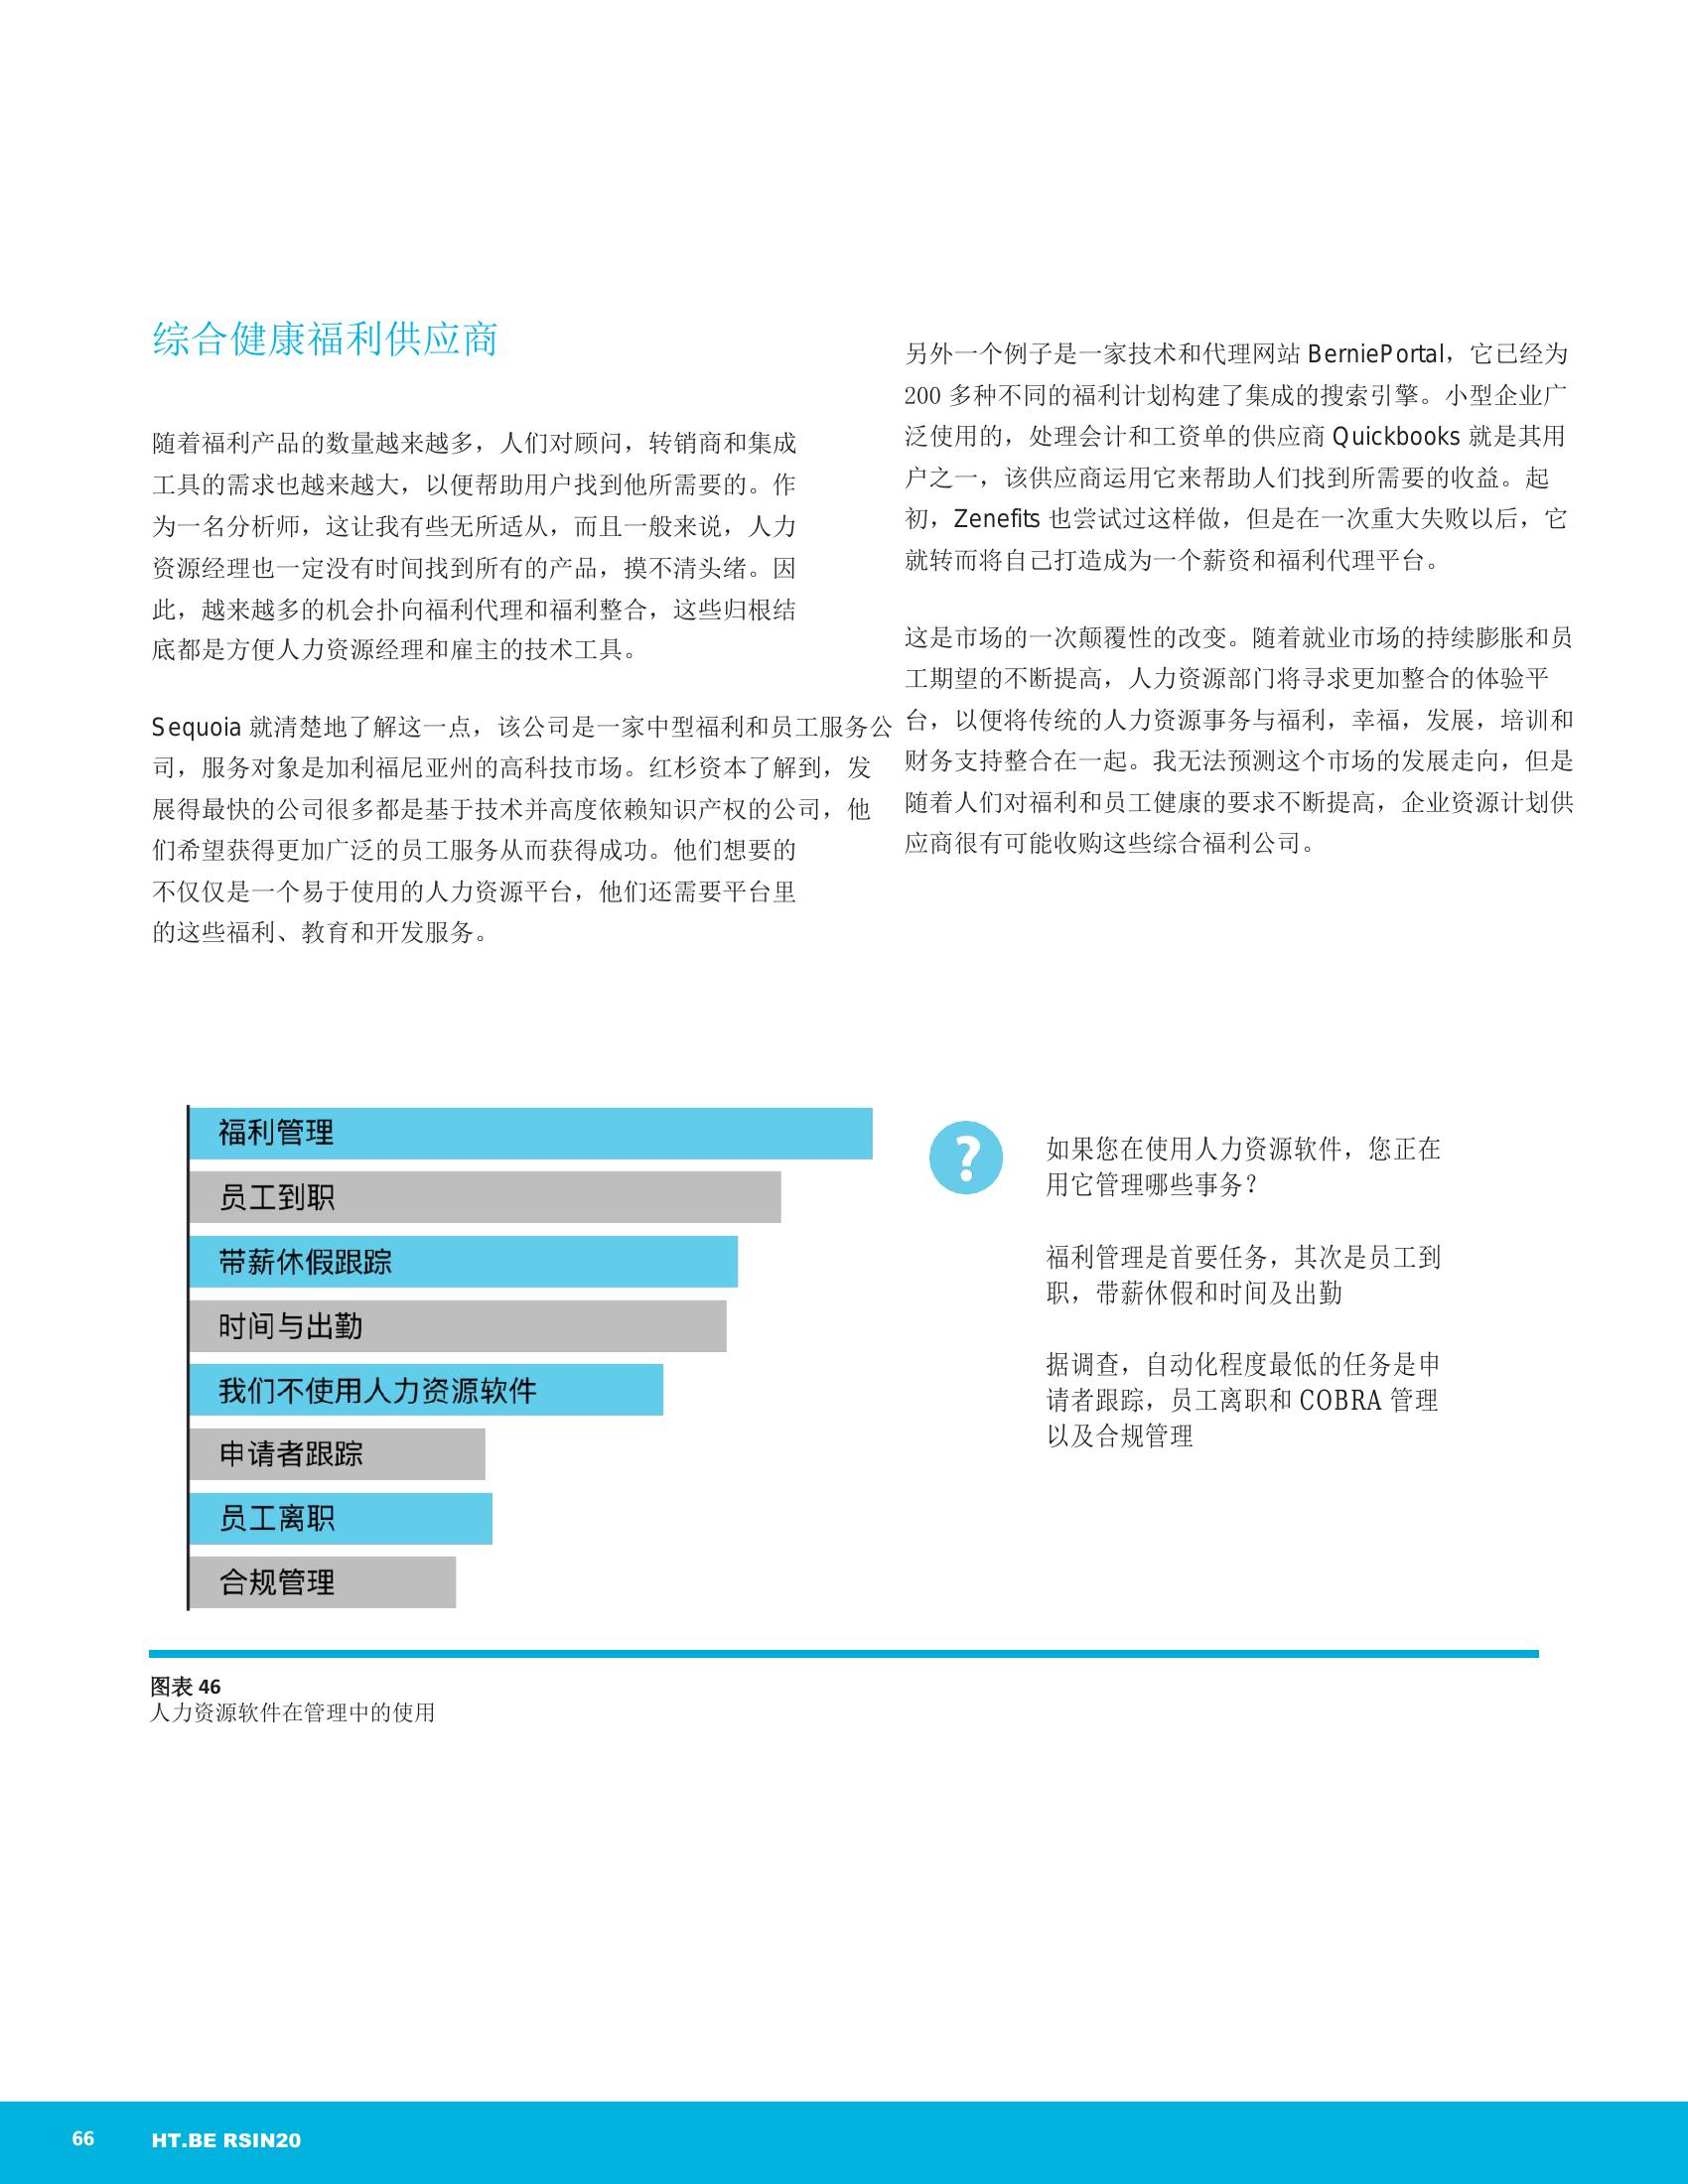 综合健康福利供应商
随着福利产品的数量越来越多，人们对顾问，转销商和集成
工具的需求也越来越大，以便帮助用户找到他所需要的。作
为一名分析师，这让我有些无所适从，而且一般来说，人力
资源经理也一定没有时间找到所有的产品，摸不清头绪。因
此，越来越多的机会扑向福利代理和福利整合，这些归根结
底都是方便人力资源经理和雇主的技术工具。
Sequoia 就清楚地了解这一点，该公司是一家中型福利和员工服务公
司，服务对象是加利福尼亚州的高科技市场。红杉资本了解到，发
展得最快的公司很多都是基于技术并高度依赖知识产权的公司，他
们希望获得更加广泛的员工服务从而获得成功。他们想要的
不仅仅是一个易于使用的人力资源平台，他们还需要平台里
的这些福利、教育和开发服务。
另外一个例子是一家技术和代理网站 BerniePortal，它已经为
200 多种不同的福利计划构建了集成的搜索引擎。小型企业广
泛使用的，处理会计和工资单的供应商 Quickbooks 就是其用
户之一，该供应商运用它来帮助人们找到所需要的收益。起
初，Zenefits 也尝试过这样做，但是在一次重大失败以后，它
就转而将自己打造成为一个薪资和福利代理平台。
这是市场的一次颠覆性的改变。随着就业市场的持续膨胀和员
工期望的不断提高，人力资源部门将寻求更加整合的体验平
台，以便将传统的人力资源事务与福利，幸福，发展，培训和
财务支持整合在一起。我无法预测这个市场的发展走向，但是
随着人们对福利和员工健康的要求不断提高，企业资源计划供
应商很有可能收购这些综合福利公司。
福利管理
员工到职
带薪休假跟踪
时间与出勤
我们不使用人力资源软件
申请者跟踪
员工离职
合规管理
?
如果您在使用人力资源软件，您正在
用它管理哪些事务？
福利管理是首要任务，其次是员工到
职，带薪休假和时间及出勤
据调查，自动化程度最低的任务是申
请者跟踪，员工离职和 COBRA 管理
以及合规管理
图表 46
人力资源软件在管理中的使用
66 HT.BE RSIN20